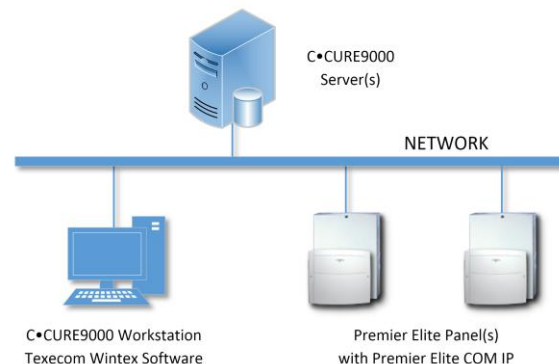 C•CURE9000
Server(s)
NETWORK
C•CURE9000 Workstation
Texecom Wintex Software
Premier Elite Panel(s)
with Premier Elite COM IP